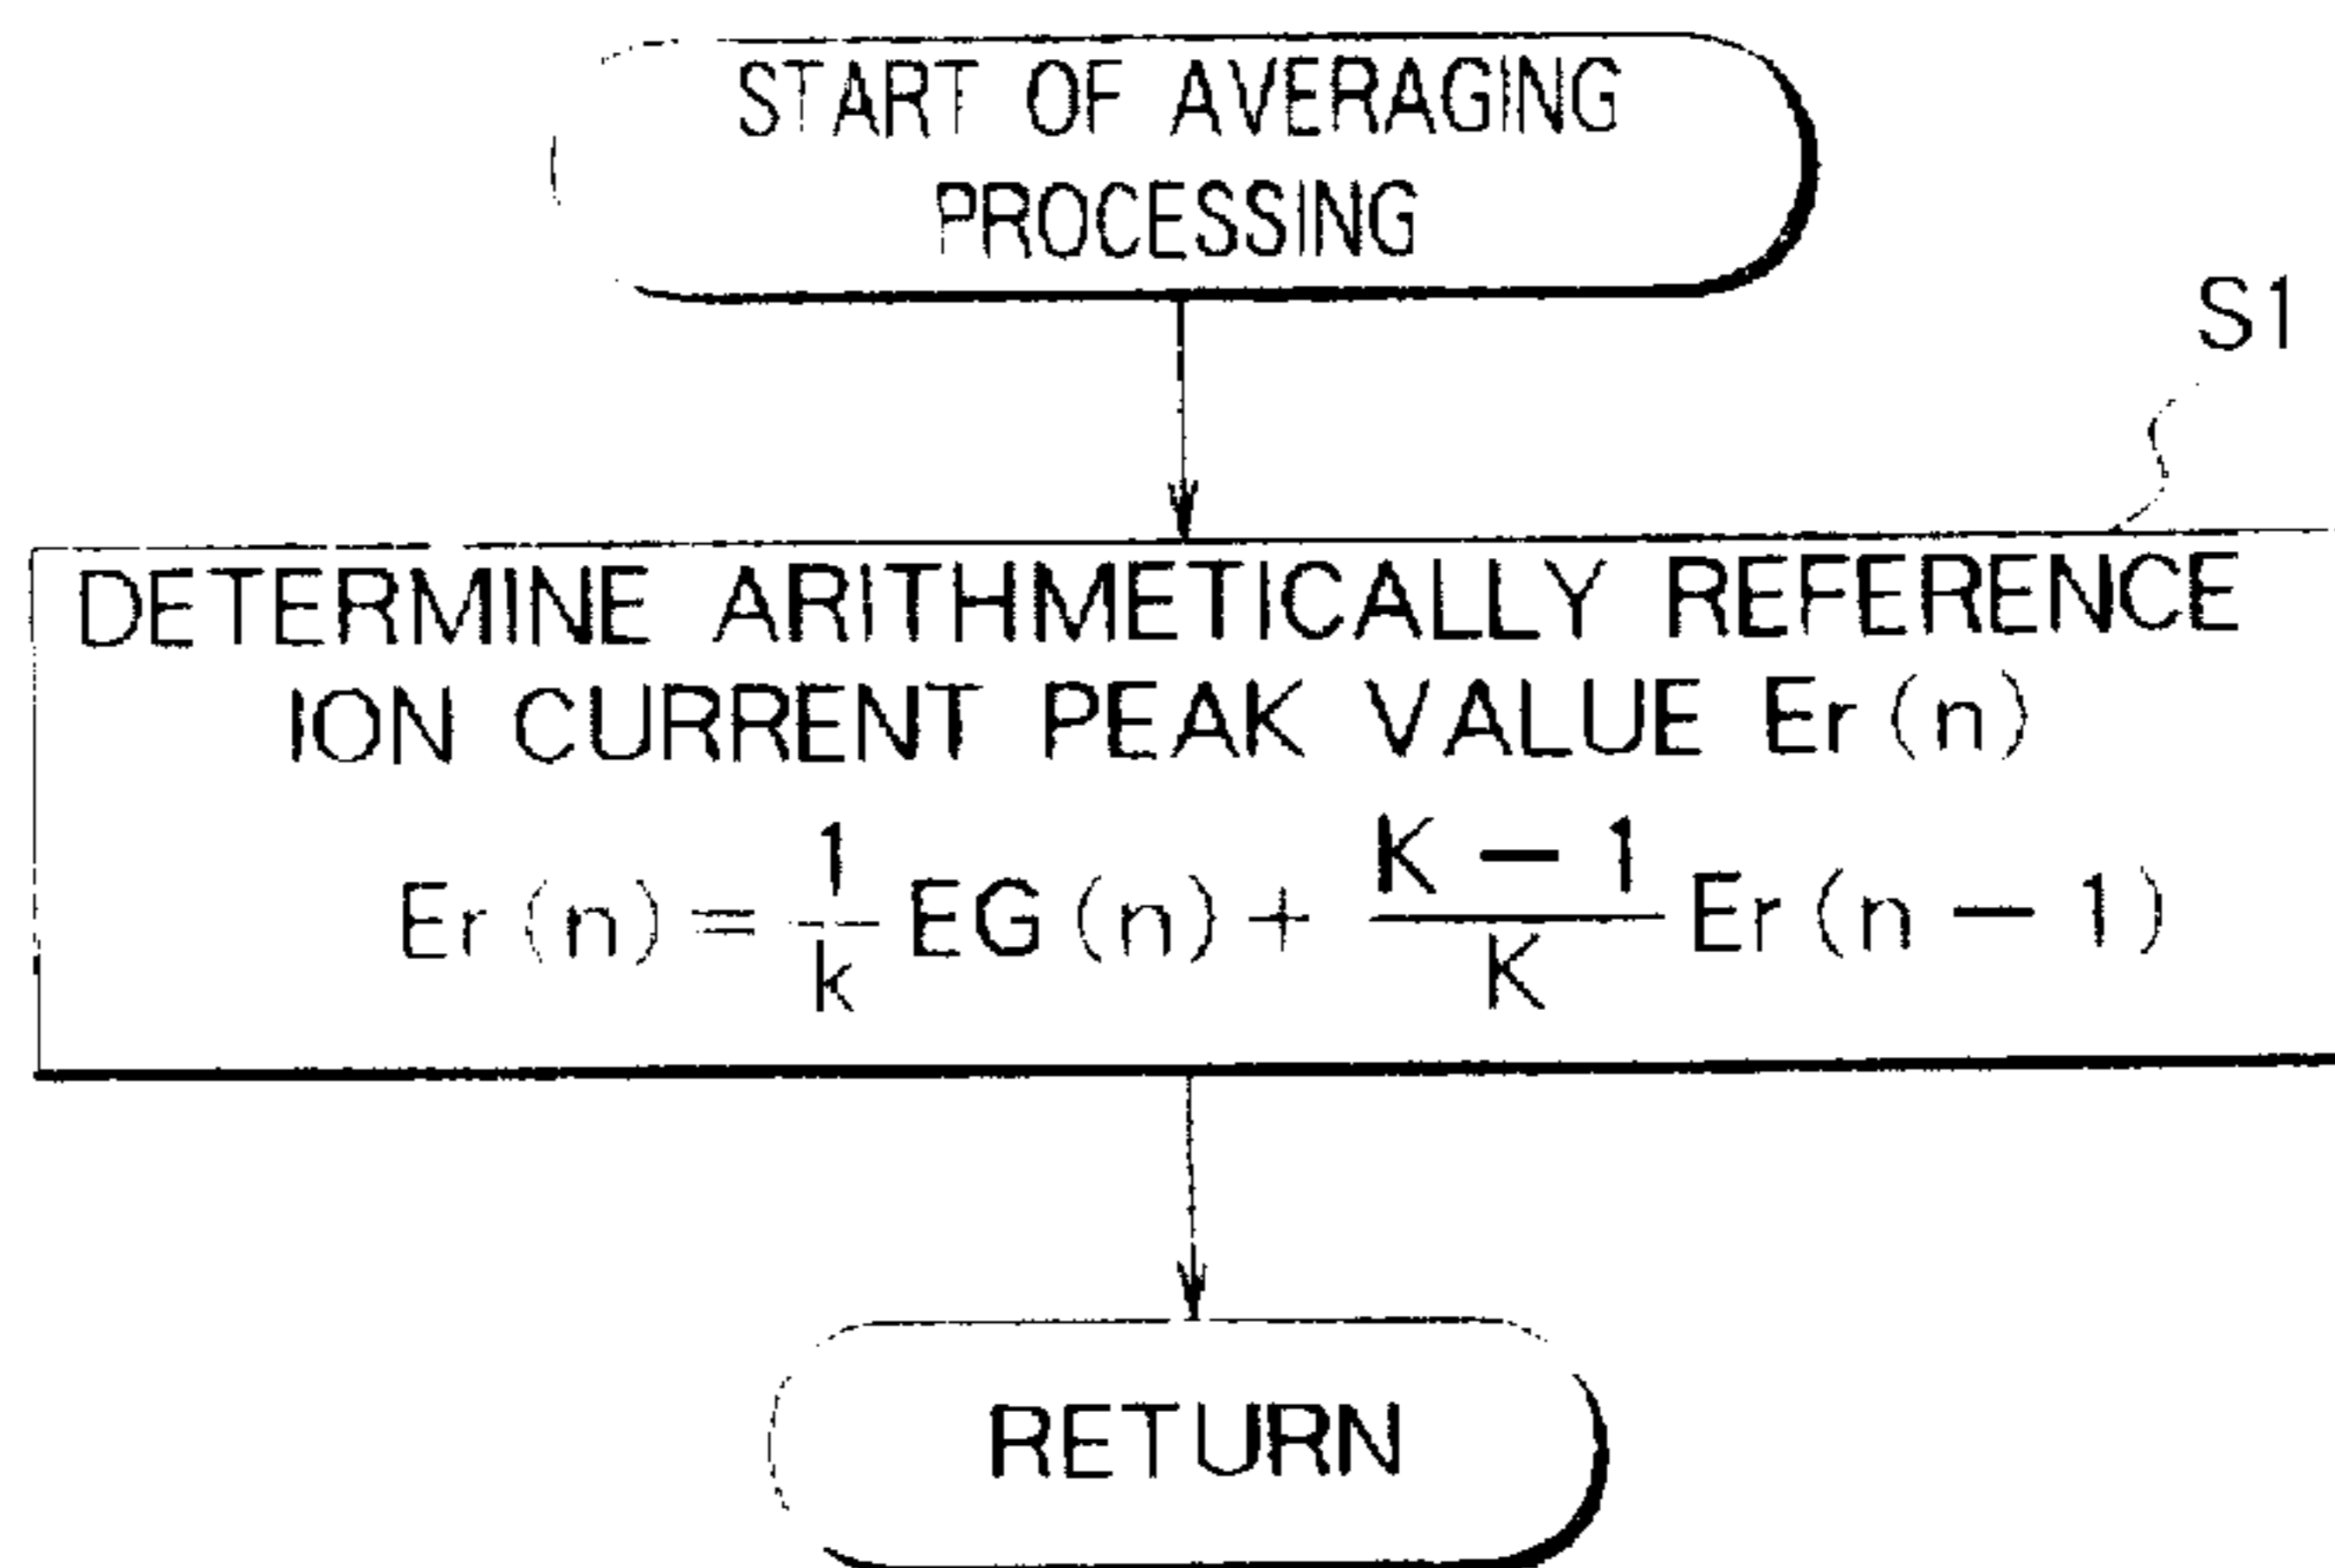 START OF AVERAGING
PROCESSING
S1
DETERMINE ARITHMETICALLY REFERENCE
ION CURRENT PEAK VALUE Er(n)
Er(n) = 1/k EG(n) + K-1/K Er(n-1)
RETURN